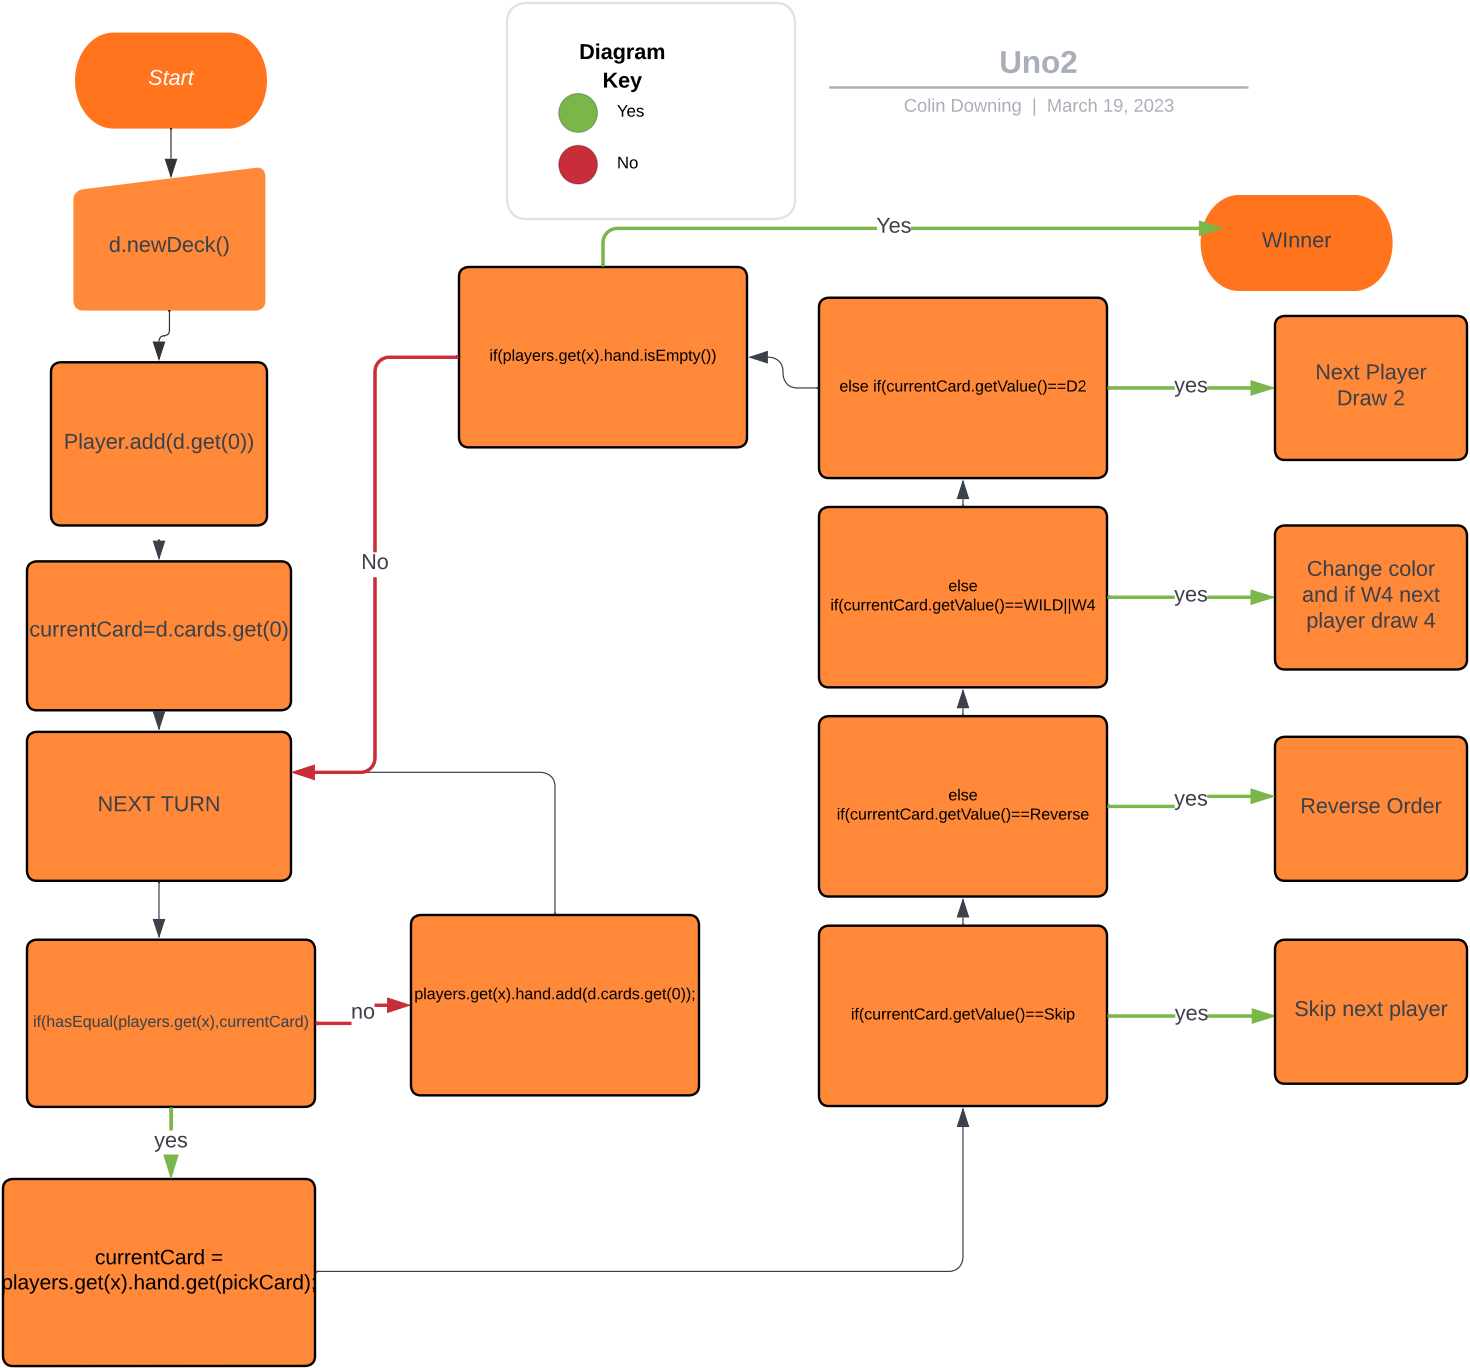 Start
d.newDeck()
Player.add(d.get(0))
currentCard=d.cards.get(0)
NEXT TURN
if(hasEqual(players.get(x),currentCard)
no
yes
currentCard =
players.get(x).hand.get(pickCard);
players.get(x).hand.add(d.cards.get(0));
Diagram
Key
Yes
No
Uno2
Colin Downing | March 19, 2023
Yes
WInner
if(players.get(x).hand.isEmpty())
No
else if(currentCard.getValue()==D2
yes
Next Player
Draw 2
else
if(currentCard.getValue()==WILD||W4
yes
Change color
and if W4 next
player draw 4
else
if(currentCard.getValue()==Reverse
yes
Reverse Order
if(currentCard.getValue()==Skip
yes
Skip next player